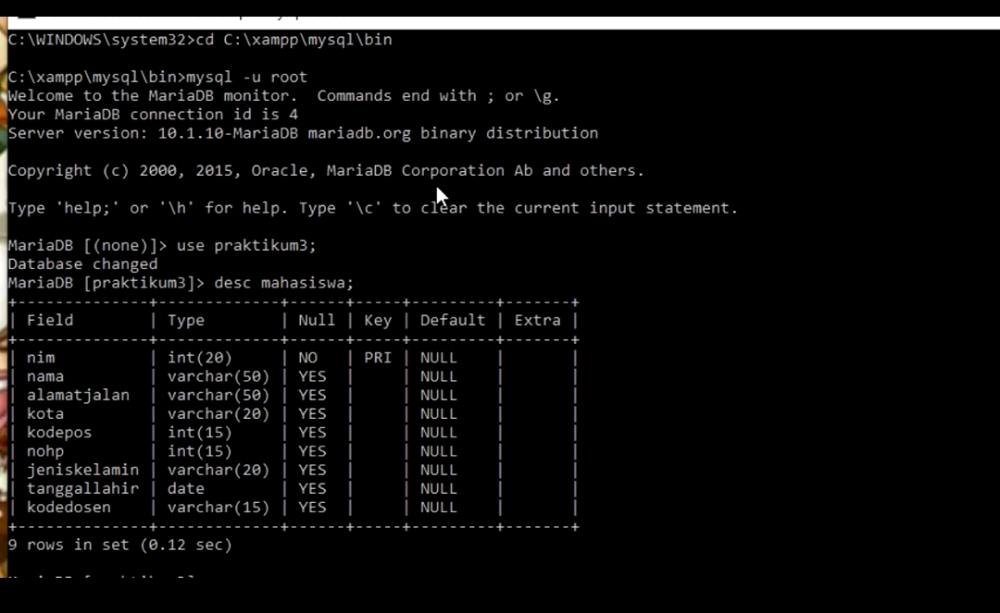 C:\WINDOWS\system32>cd C:\xampp\mysql\bin
C:\xampp\mysql\bin>mysql -u root
Welcome to the MariaDB monitor.  Commands end with ; or \g.
Your MariaDB connection id is 4
Server version: 10.1.10-MariaDB mariadb.org binary distribution
Copyright (c) 2000, 2015, Oracle, MariaDB Corporation Ab and others.
Type 'help;' or '\h' for help. Type '\c' to clear the current input statement.
MariaDB [(none)]> use praktikum3;
Database changed
MariaDB [praktikum3]> desc mahasiswa;
+--------------+-------------+------+-----+---------+-------+
| Field        | Type        | Null | Key | Default | Extra |
+--------------+-------------+------+-----+---------+-------+
| nim          | int(20)     | NO   | PRI | NULL    |       |
| nama         | varchar(50) | YES  |     | NULL    |       |
| alamatjalan  | varchar(50) | YES  |     | NULL    |       |
| kota         | varchar(20) | YES  |     | NULL    |       |
| kodepos      | int(15)     | YES  |     | NULL    |       |
| nohp         | int(15)     | YES  |     | NULL    |       |
| jeniskelamin | varchar(20) | YES  |     | NULL    |       |
| tanggallahir | date        | YES  |     | NULL    |       |
| kodedosen    | varchar(15) | YES  |     | NULL    |       |
+--------------+-------------+------+-----+---------+-------+
9 rows in set (0.12 sec)